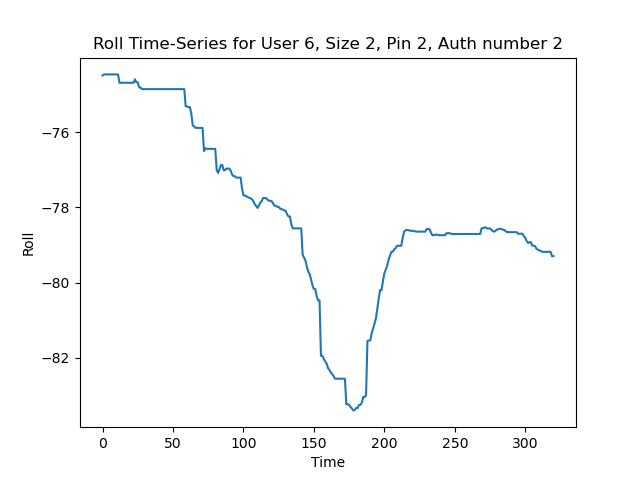 Roll Time-Series for User 6, Size 2, Pin 2, Auth number 2
−76
−78
−80
−82
Roll
0 50 100 150 200 250 300
Time